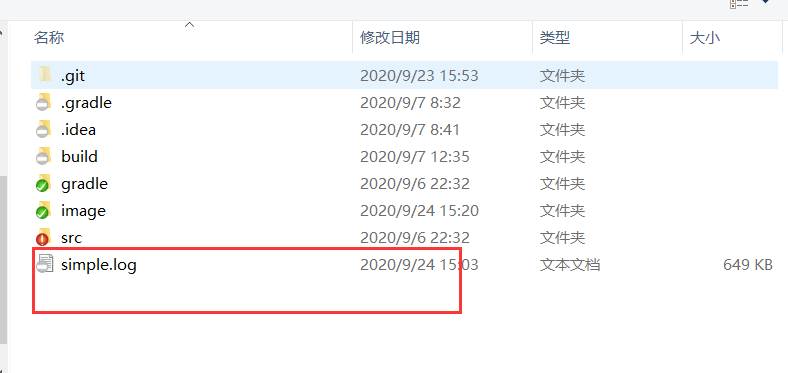 名称 修改日期 类型 大小
.git 2020/9/23 15:53 文件夹
.gradle 2020/9/7 8:32 文件夹
.idea 2020/9/7 8:41 文件夹
build 2020/9/7 12:35 文件夹
gradle 2020/9/6 22:32 文件夹
image 2020/9/24 15:20 文件夹
src 2020/9/6 22:32 文件夹
simple.log 2020/9/24 15:03 文本文档 649 KB